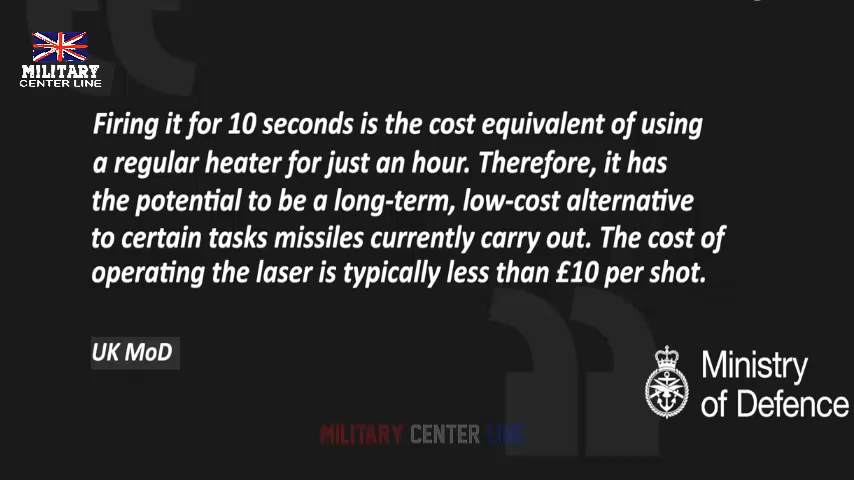 MILITARY
CENTER LINE
Firing it for 10 seconds is the cost equivalent of using
a regular heater for just an hour. Therefore, it has
the potential to be a long-term, low-cost alternative
to certain tasks missiles currently carry out. The cost of
operating the laser is typically less than £10 per shot.
UK MoD
Ministry
of Defence
MILITARY CENTER LINE